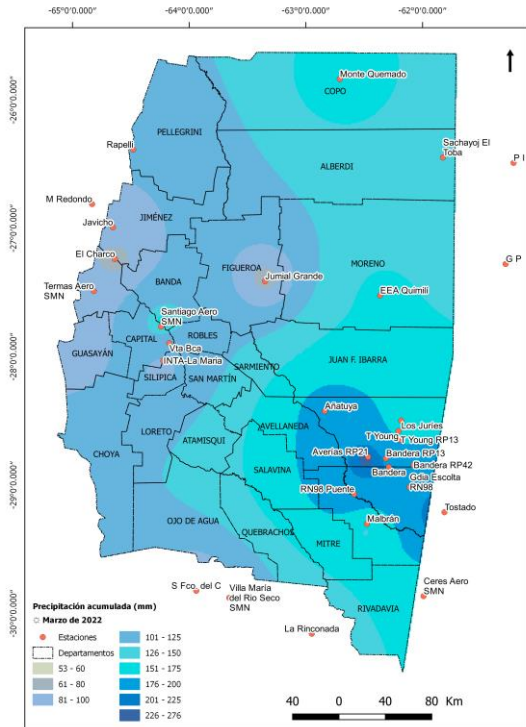 -65°0'0.000"
-64°0'0.000"
-63°0'0.000"
-62°0'0.000"
-26°0'0.000"
-27°0'0.000"
-28°0'0.000"
-29°0'0.000"
-30°0'0.000"
Monte Quemado
COPO
PELLEGRINI
Rapelli
Sachayoj El
Toba
P I
ALBERDI
M Redondo
JIMÉNEZ
Javicho
El Charco
FIGUEROA
MORENO
G P
BANDA
Jumial Grande
Termas Aero
SMN
EEA Quimili
Santiago Aero
SMN
CAPITAL
ROBLES
Vta Bca
GUASAYÁN
INTA-La Maria
SARMIENTO
JUAN F. IBARRA
SILIPICA
SAN MARTÍN
Añatuya
LORETO
AVELLANEDA
Los Juries
T Young
T Young RP13
ATAMISQUI
CHOYA
Averias RP21
Bandera RP13
SALAVINA
Bandera
Bandera RP42
Gdia Escolta
RN98
RN98 Puente
Tostado
OJO DE AGUA
Malbrán
QUEBRACHOS
MITRE
S Fco. del C
Villa María
del Rio Seco
SMN
Ceres Aero
SMN
RIVADAVIA
La Rinconada
Precipitación acumulada (mm)
Marzo de 2022
Estaciones
Departamentos
53 - 60
61 - 80
81 - 100
101 - 125
126 - 150
151 - 175
176 - 200
201 - 225
226 - 276
40 0 40 80 Km